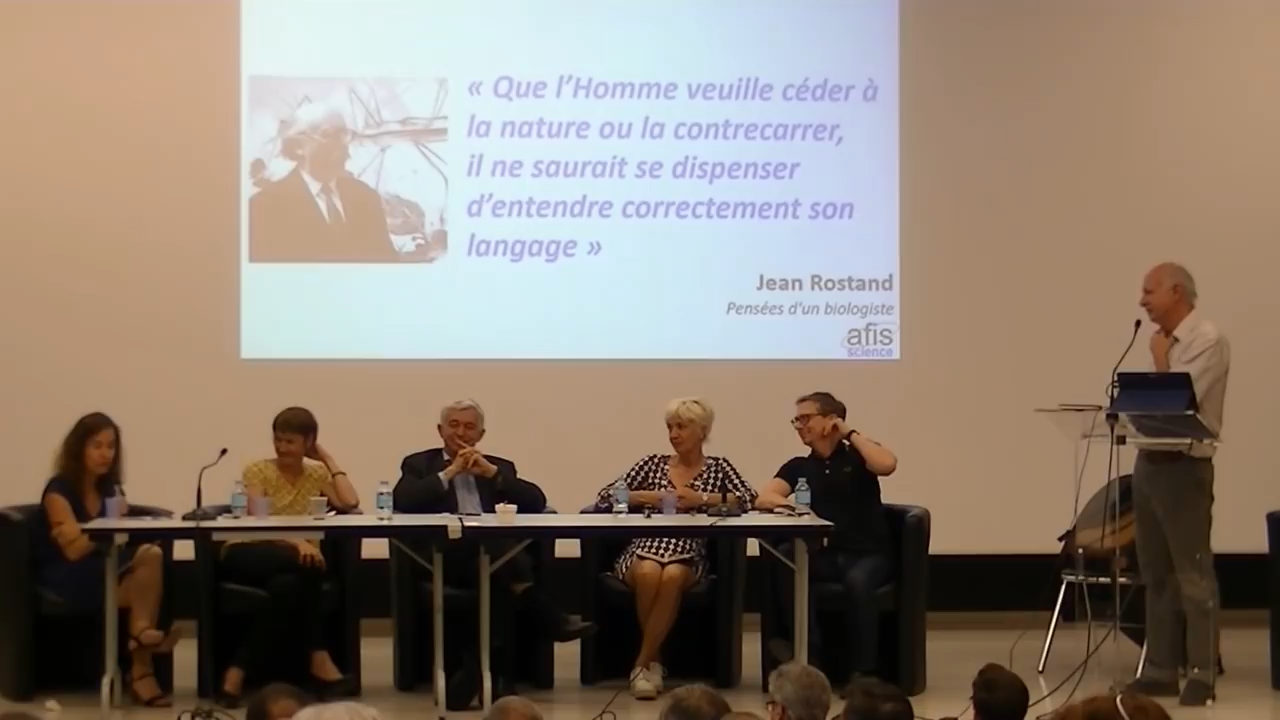 « Que l’Homme veuille céder à
la nature ou la contrecarrer,
il ne saurait se dispenser
d’entendre correctement son
langage »
Jean Rostand
Pensées d'un biologiste
afis
science